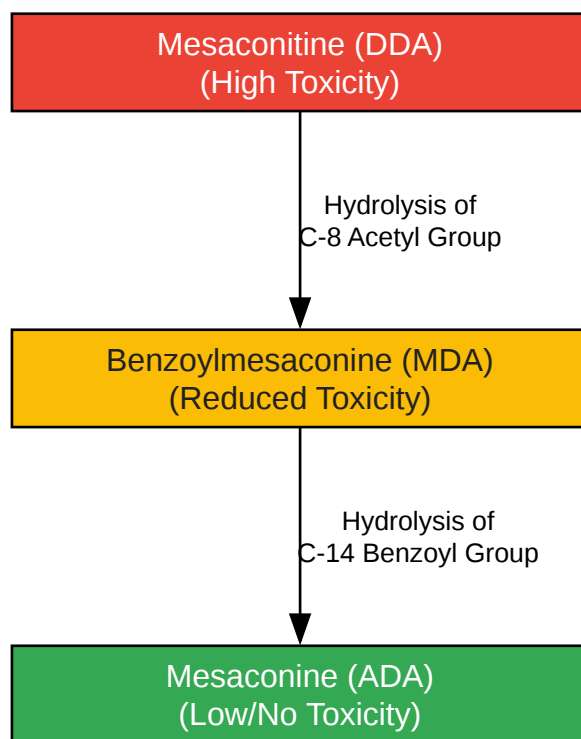 Mesaconitine (DDA)
(High Toxicity)
Hydrolysis of
C-8 Acetyl Group
Benzoylmesaconine (MDA)
(Reduced Toxicity)
Hydrolysis of
C-14 Benzoyl Group
Mesaconine (ADA)
(Low/No Toxicity)